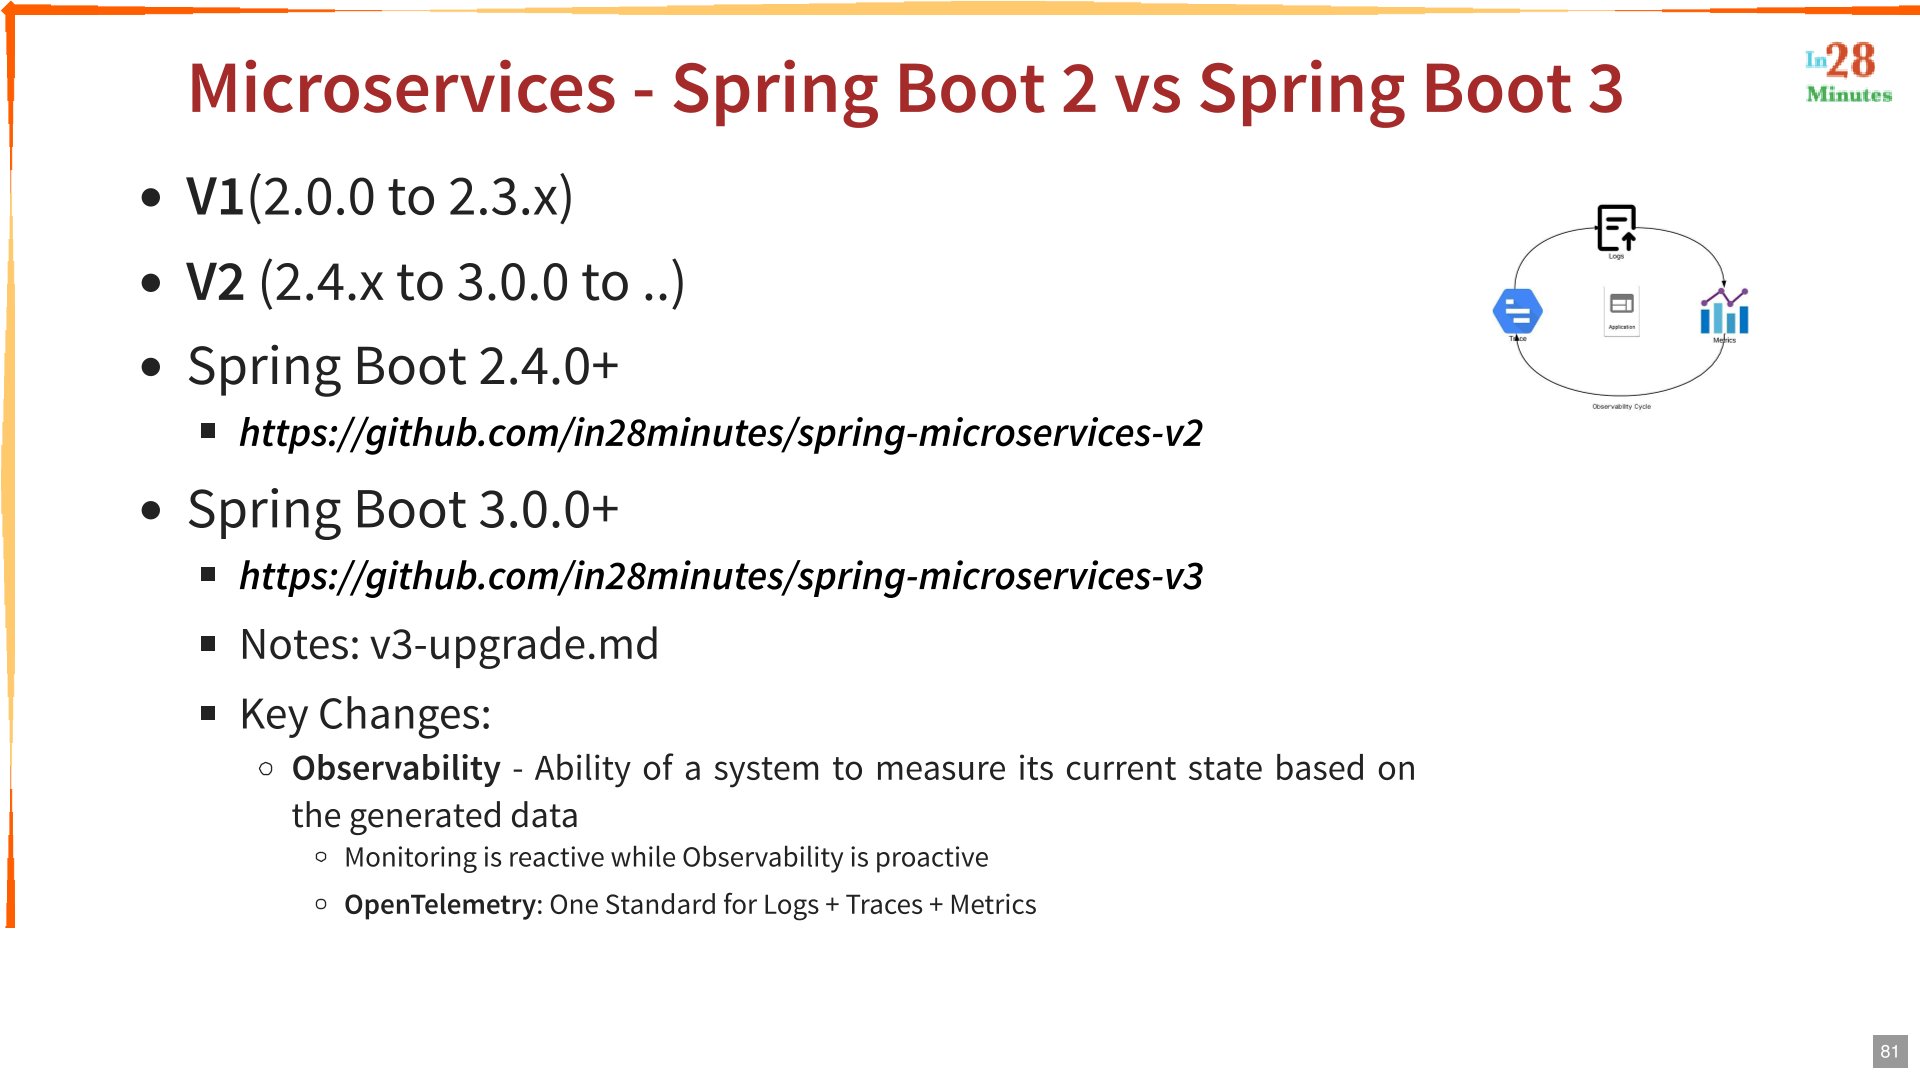 Microservices - Spring Boot 2 vs Spring Boot 3
In28
Minutes
V1(2.0.0 to 2.3.x)
V2 (2.4.x to 3.0.0 to ..)
Spring Boot 2.4.0+
https://github.com/in28minutes/spring-microservices-v2
Spring Boot 3.0.0+
https://github.com/in28minutes/spring-microservices-v3
Notes: v3-upgrade.md
Key Changes:
Observability - Ability of a system to measure its current state based on
the generated data
Monitoring is reactive while Observability is proactive
OpenTelemetry: One Standard for Logs + Traces + Metrics
Logs
Trace
Application
Metrics
Observability Cycle
81